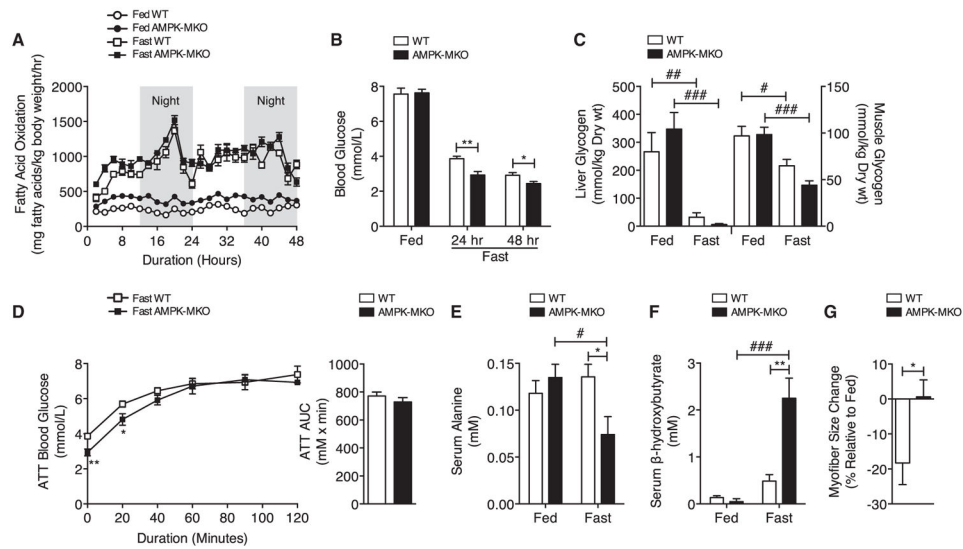 A
Fed WT
Fed AMPK-MKO
Fast WT
Fast AMPK-MKO
Fatty Acid Oxidation
(mg fatty acids/kg body weight/hr)
2000
1500
1000
500
0
Night
Night
0 8 16 24 32 40 48
Duration (Hours)
B
WT
AMPK-MKO
Blood Glucose
(mmol/L)
8
6
4
2
0
**
*
Fed
24 hr
48 hr
Fast
C
WT
AMPK-MKO
Liver Glycogen
(mmol/kg Dry wt)
500
400
300
200
100
0
##
###
#
###
150
100
50
0
Muscle Glycogen
(mmol/kg Dry wt)
Fed Fast Fed Fast
D
Fast WT
Fast AMPK-MKO
ATT Blood Glucose
(mmol/L)
8
6
4
2
0
**
*
0 20 40 60 80 100 120
Duration (Minutes)
WT
AMPK-MKO
ATT AUC
(mM x min)
1000
800
600
400
200
0
E
WT
AMPK-MKO
Serum Alanine
(mM)
0.15
0.10
0.05
0.00
#
*
Fed Fast
F
WT
AMPK-MKO
Serum β-hydroxybutyrate
(mM)
3
2
1
0
###
**
Fed Fast
G
WT
AMPK-MKO
Myofiber Size Change
(% Relative to Fed)
10
0
-10
-20
-30
*